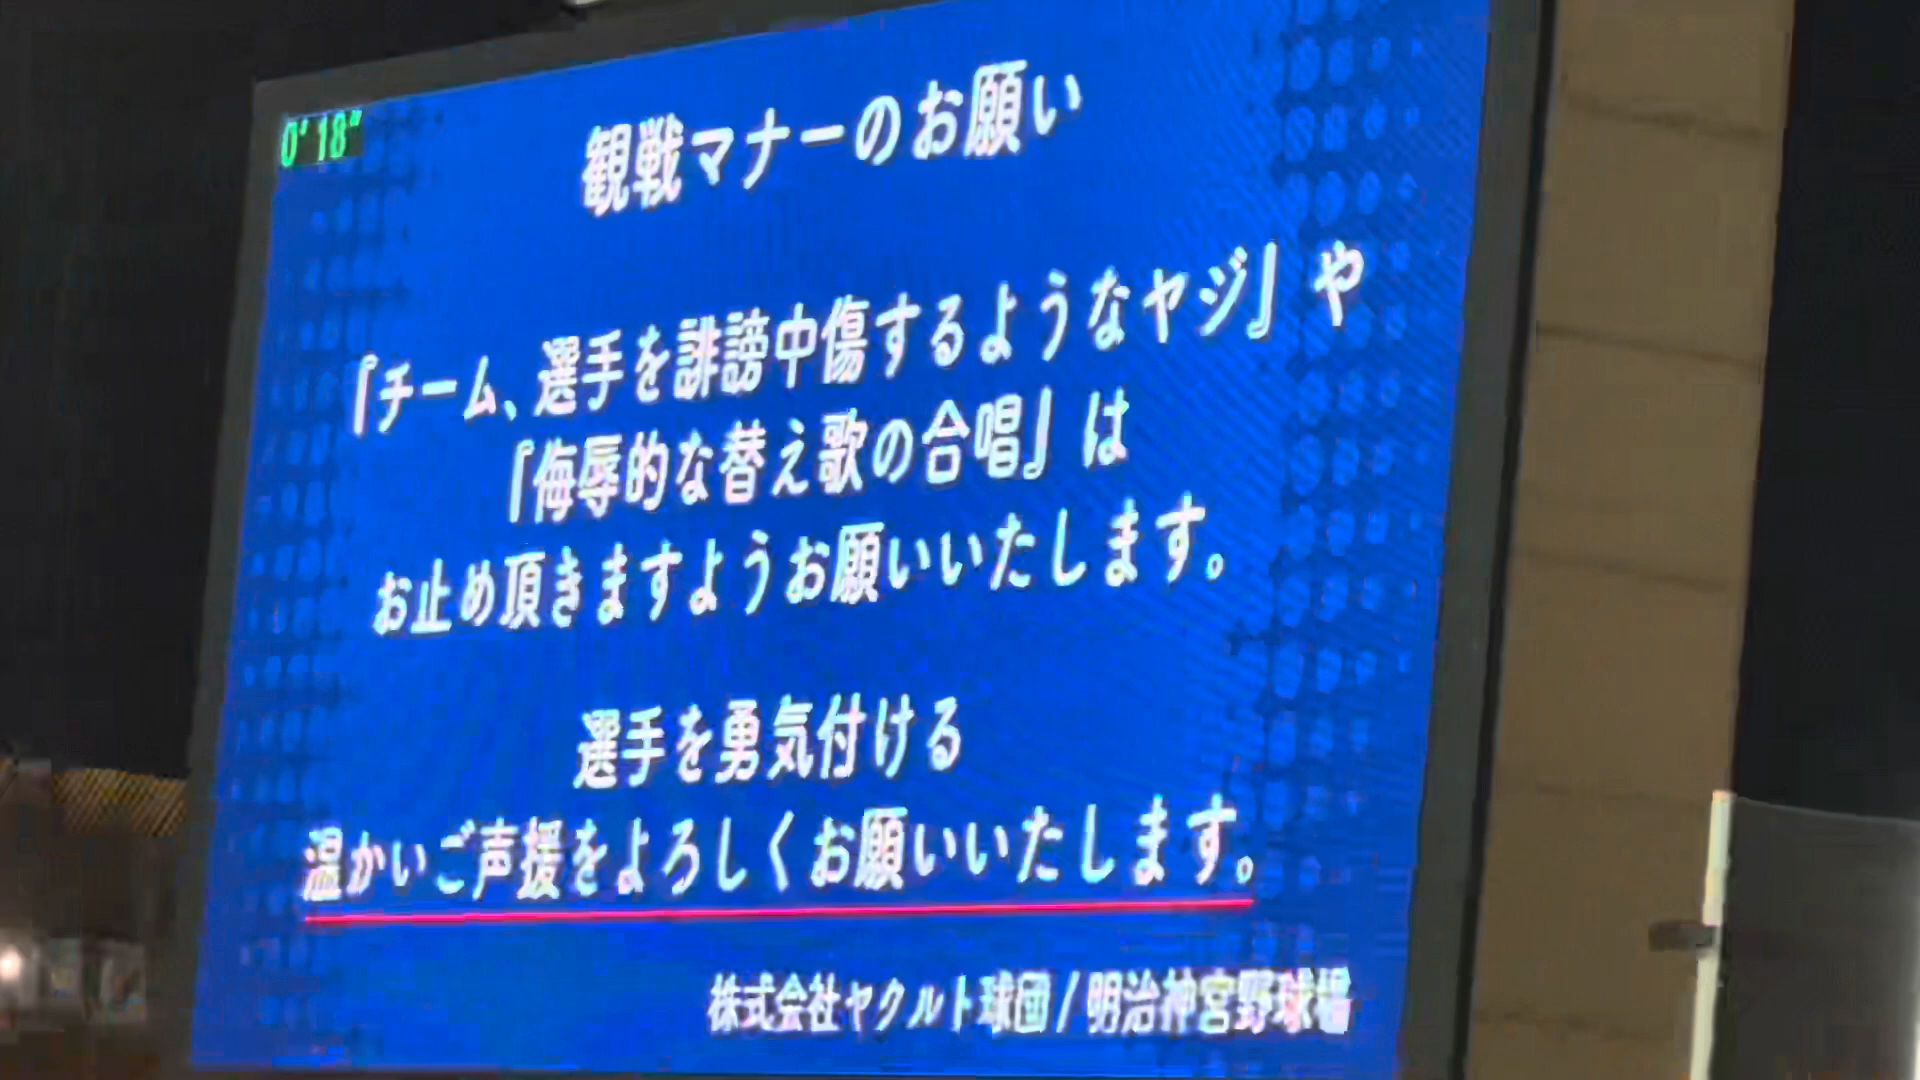 0' 18"
観戦マナーのお願い
『チーム、選手を誹謗中傷するようなヤジ』や
『侮辱的な替え歌の合唱』は
お止め頂きますようお願いいたします。
選手を勇気付ける
温かいご声援をよろしくお願いいたします。
株式会社ヤクルト球団/明治神宮野球場